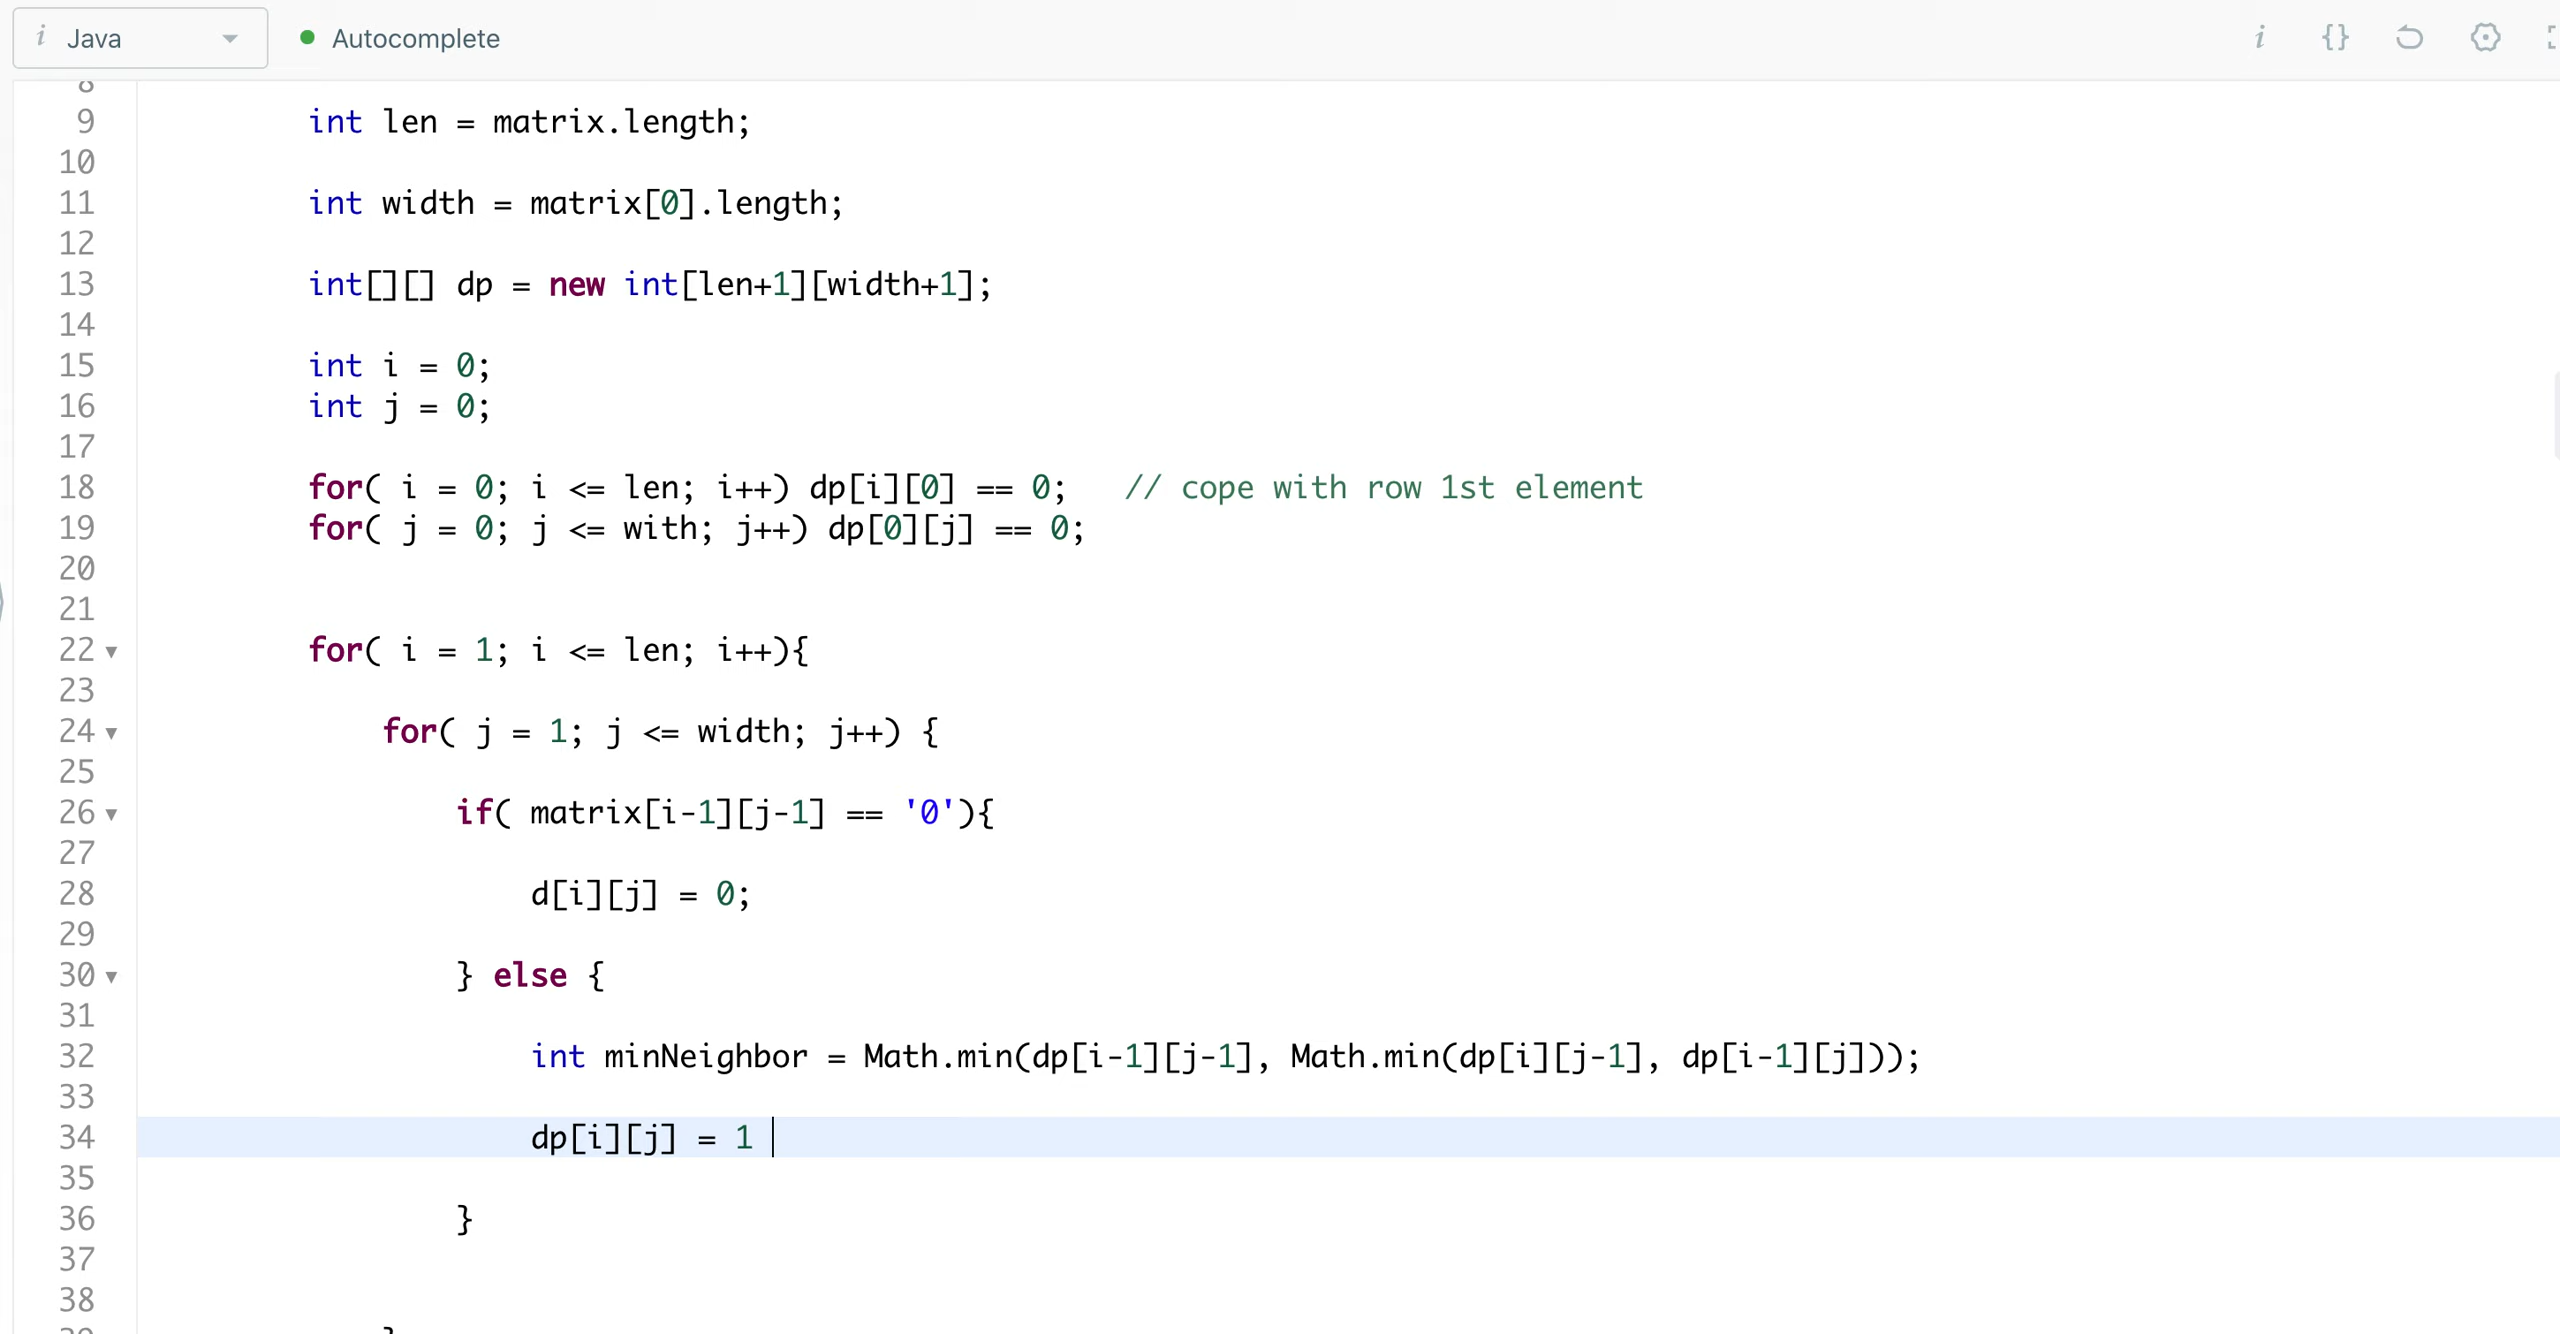 i Java Autocomplete i {}
8
9 int len = matrix.length;
10
11 int width = matrix[0].length;
12
13 int[][] dp = new int[len+1][width+1];
14
15 int i = 0;
16 int j = 0;
17
18 for( i = 0; i <= len; i++) dp[i][0] == 0; // cope with row 1st element
19 for( j = 0; j <= with; j++) dp[0][j] == 0;
20
21
22 for( i = 1; i <= len; i++){
23
24 for( j = 1; j <= width; j++) {
25
26 if( matrix[i-1][j-1] == '0'){
27
28 d[i][j] = 0;
29
30 } else {
31
32 int minNeighbor = Math.min(dp[i-1][j-1], Math.min(dp[i][j-1], dp[i-1][j]));
33
34 dp[i][j] = 1
35
36 }
37
38
39 }